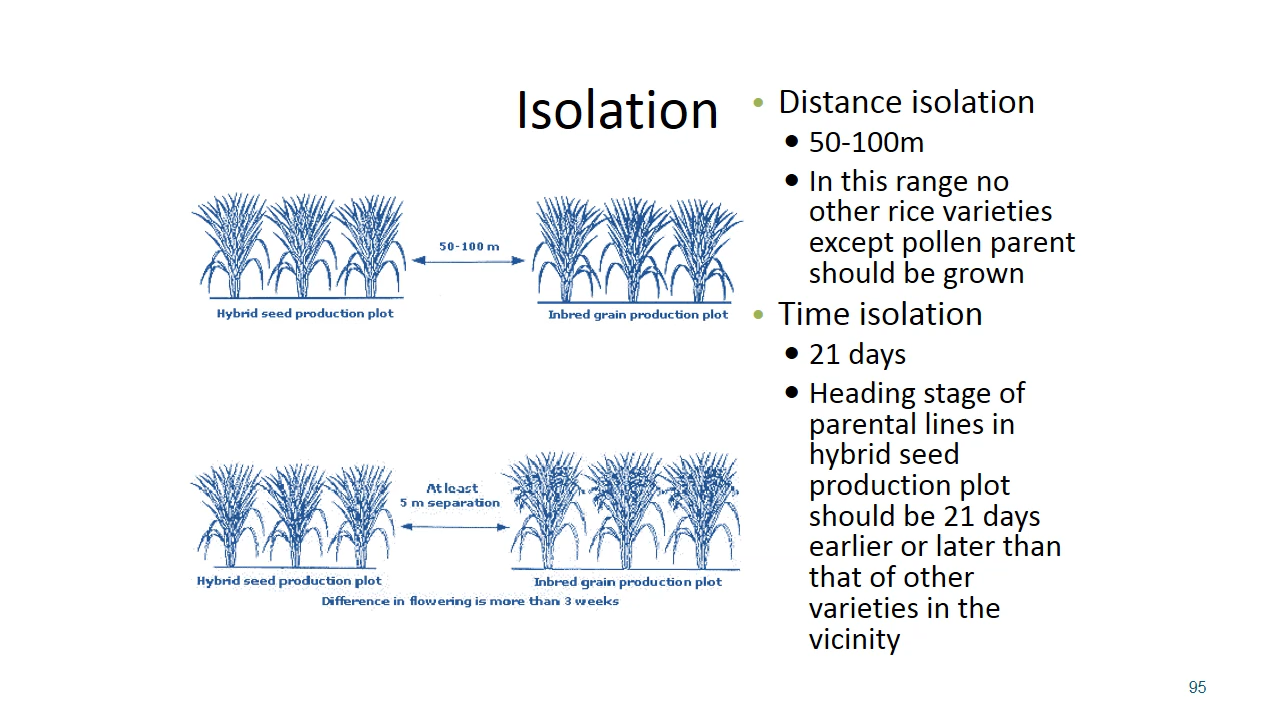 Isolation
50-100 m
Hybrid seed production plot
Inbred grain production plot
At least
5 m separation
Hybrid seed production plot
Inbred grain production plot
Difference in flowering is more than 3 weeks
• Distance isolation
• 50-100m
• In this range no
other rice varieties
except pollen parent
should be grown
• Time isolation
• 21 days
• Heading stage of
parental lines in
hybrid seed
production plot
should be 21 days
earlier or later than
that of other
varieties in the
vicinity
95